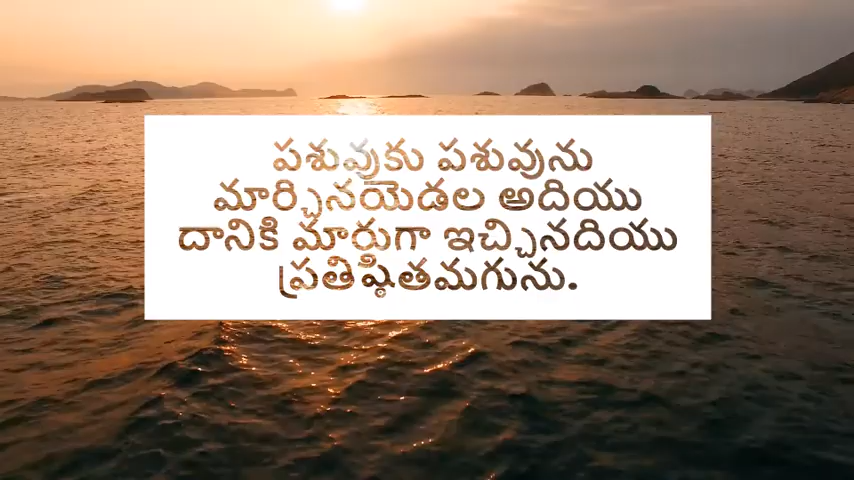 పశువుకు పశువును
మార్చినయెడల అదియు
దానికి మారుగా ఇచ్చినదియు
ప్రతిష్ఠితమగును.